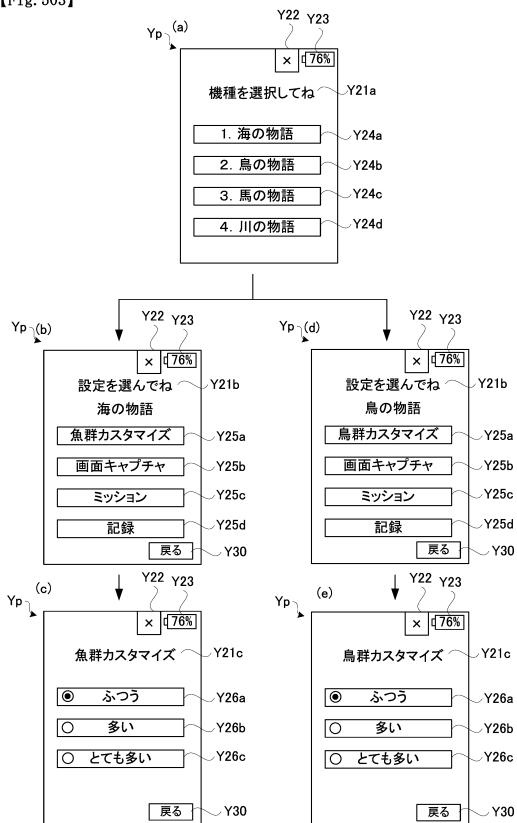 【Fig. 503】
Yp (a) Y22 Y23
× 76%
機種を選択してね Y21a
1. 海の物語 Y24a
2. 鳥の物語 Y24b
3. 馬の物語 Y24c
4. 川の物語 Y24d
Yp (b) Y22 Y23
× 76%
設定を選んでね Y21b
海の物語
魚群カスタマイズ Y25a
画面キャプチャ Y25b
ミッション Y25c
記録 Y25d
戻る Y30
Yp (d) Y22 Y23
× 76%
設定を選んでね Y21b
鳥の物語
鳥群カスタマイズ Y25a
画面キャプチャ Y25b
ミッション Y25c
記録 Y25d
戻る Y30
Yp (c) Y22 Y23
× 76%
魚群カスタマイズ Y21c
ふつう Y26a
多い Y26b
とても多い Y26c
戻る Y30
Yp (e) Y22 Y23
× 76%
鳥群カスタマイズ Y21c
ふつう Y26a
多い Y26b
とても多い Y26c
戻る Y30